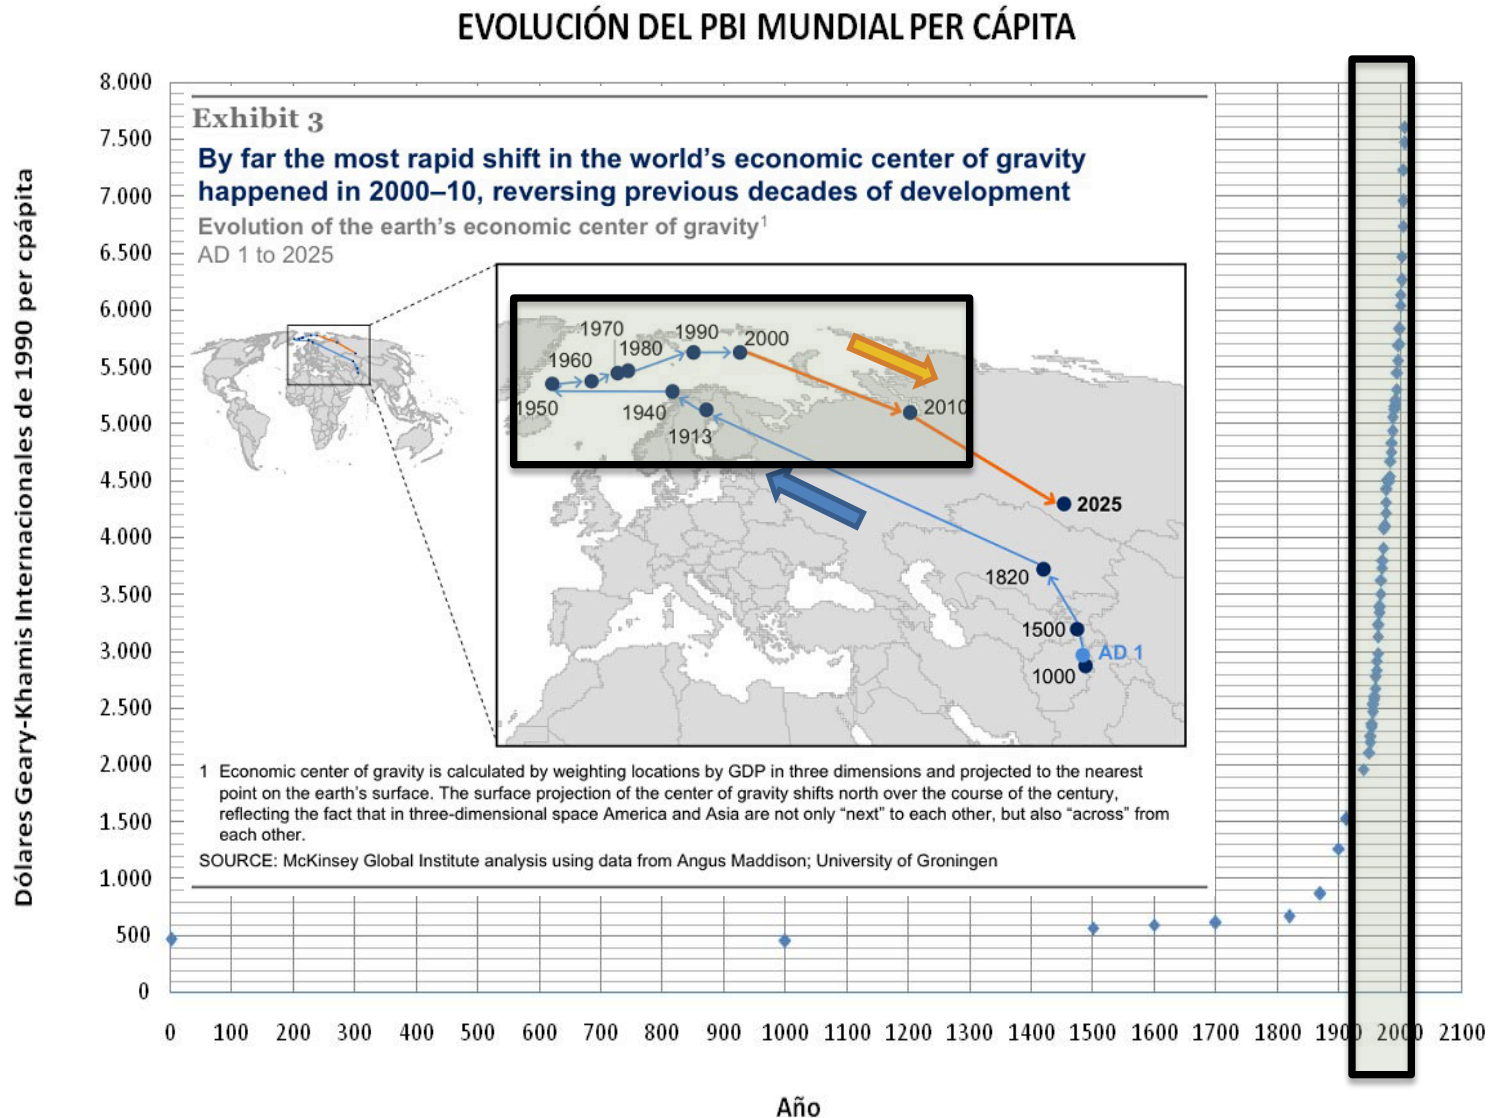 EVOLUCIÓN DEL PBI MUNDIAL PER CÁPITA
Dólares Geary-Khamis Internacionales de 1990 per cpápita
8.000
7.500
7.000
6.500
6.000
5.500
5.000
4.500
4.000
3.500
3.000
2.500
2.000
1.500
1.000
500
0
Exhibit 3
By far the most rapid shift in the world's economic center of gravity
happened in 2000–10, reversing previous decades of development
Evolution of the earth's economic center of gravity1
AD 1 to 2025
1970
1990
2000
1980
1960
1950
1940
2010
1913
2025
1820
1500
AD 1
1000
1 Economic center of gravity is calculated by weighting locations by GDP in three dimensions and projected to the nearest
point on the earth's surface. The surface projection of the center of gravity shifts north over the course of the century,
reflecting the fact that in three-dimensional space America and Asia are not only “next” to each other, but also “across” from
each other.
SOURCE: McKinsey Global Institute analysis using data from Angus Maddison; University of Groningen
0 100 200 300 400 500 600 700 800 900 1000 1100 1200 1300 1400 1500 1600 1700 1800 1900 2000 2100
Año